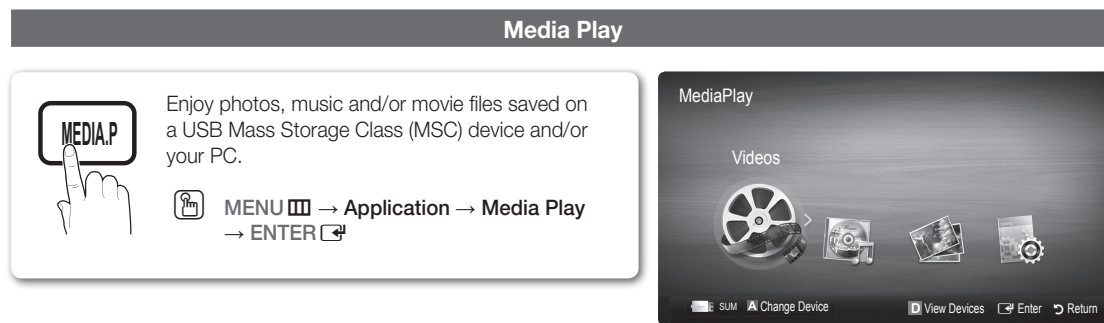 Media Play
MEDIA.P
Enjoy photos, music and/or movie files saved on
a USB Mass Storage Class (MSC) device and/or
your PC.
MENU → Application → Media Play
→ ENTER
MediaPlay
Videos
SUM A Change Device D View Devices Enter Return